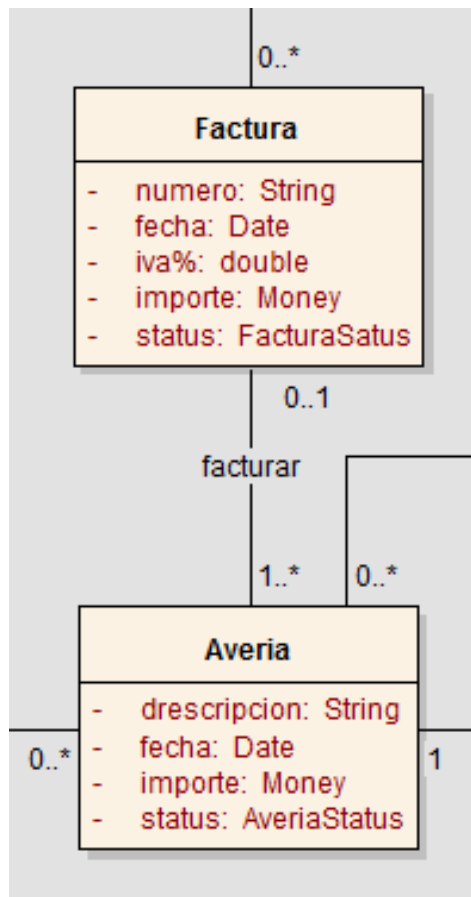 0..*
Factura
- numero: String
- fecha: Date
- iva%: double
- importe: Money
- status: FacturaSatus
0..1
facturar
1..*
0..*
Averia
- drescripcion: String
- fecha: Date
- importe: Money
- status: AveriaStatus
0..*
1